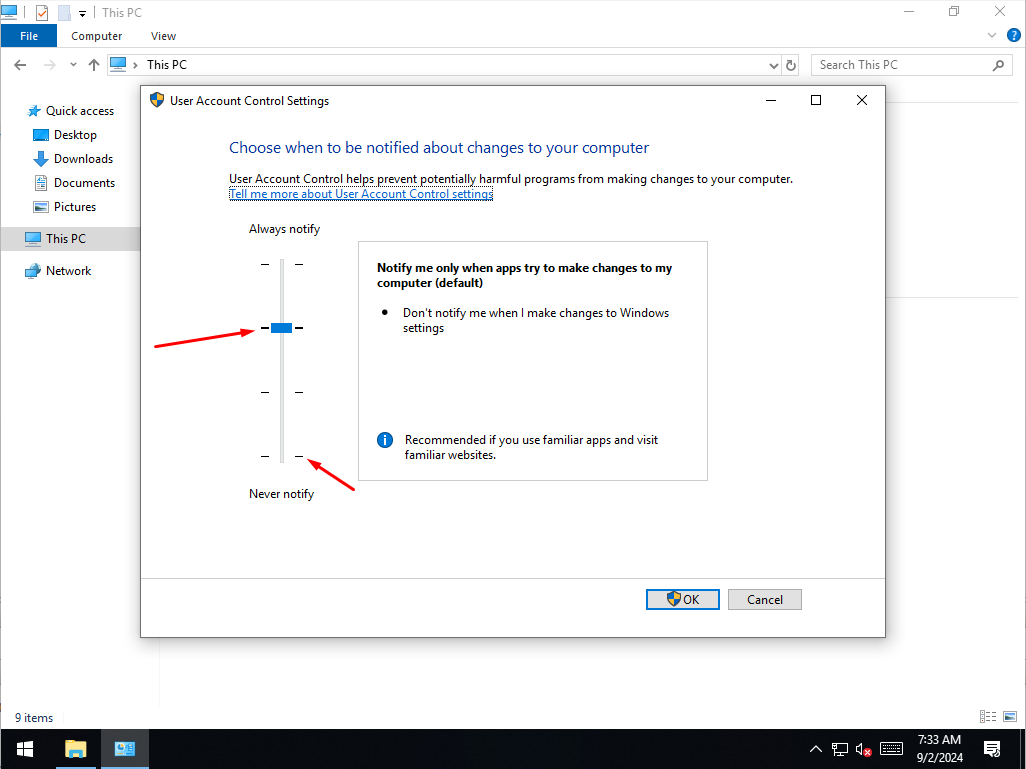 This PC
File
Computer
View
This PC
Search This PC
Quick access
Desktop
Downloads
Documents
Pictures
This PC
Network
User Account Control Settings
Choose when to be notified about changes to your computer
User Account Control helps prevent potentially harmful programs from making changes to your computer.
Tell me more about User Account Control settings
Always notify
Notify me only when apps try to make changes to my
computer (default)
Don't notify me when I make changes to Windows
settings
Recommended if you use familiar apps and visit
familiar websites.
Never notify
OK
Cancel
9 items
7:33 AM
9/2/2024